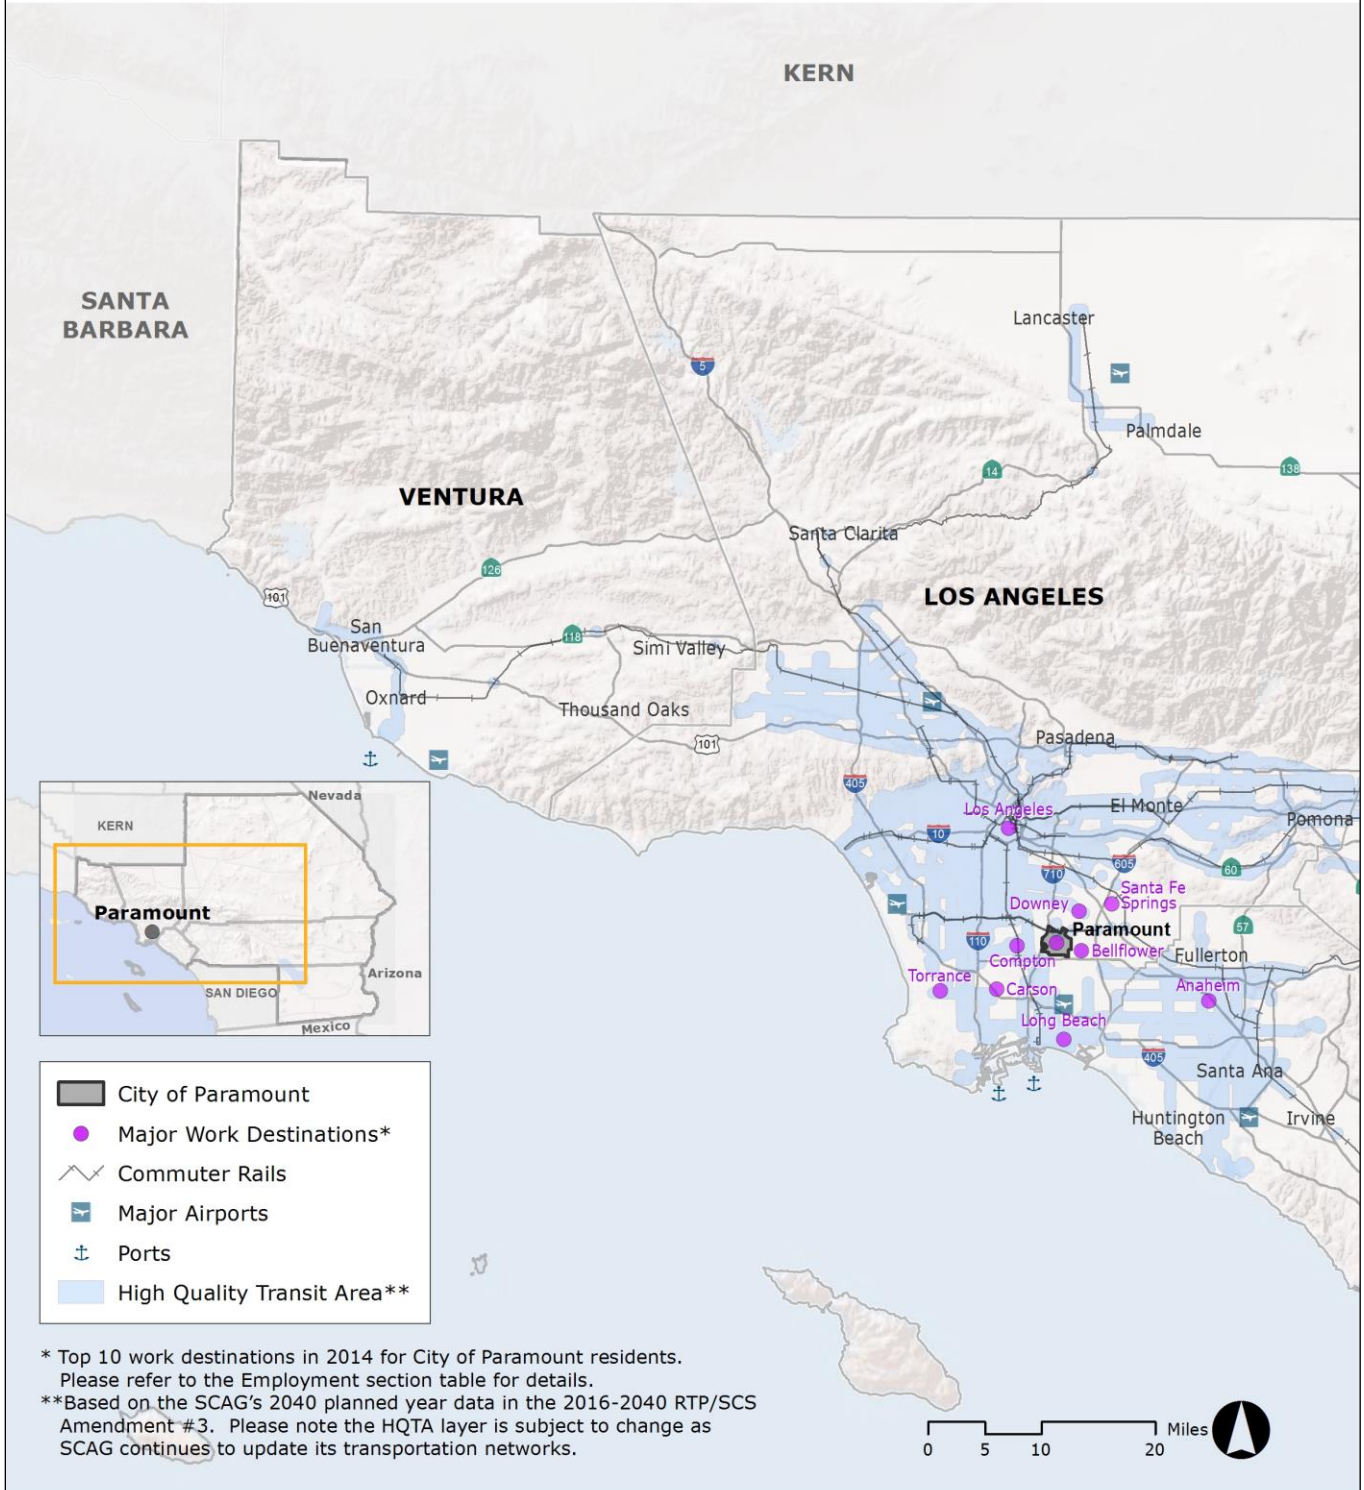 KERN
SANTA
BARBARA
Lancaster
5
Palmdale
14
138
VENTURA
Santa Clarita
126
LOS ANGELES
101
San
Buenaventura
118
Simi Valley
Oxnard
Thousand Oaks
101
Pasadena
405
Los Angeles
El Monte
Pomona
10
605
60
710
Santa Fe
Springs
Downey
57
Paramount
110
Bellflower
Fullerton
Compton
Torrance
Carson
Anaheim
Long Beach
405
Santa Ana
Huntington
Beach
Irvine
Nevada
KERN
Paramount
Arizona
SAN DIEGO
Mexico
City of Paramount
Major Work Destinations*
Commuter Rails
Major Airports
Ports
High Quality Transit Area**
* Top 10 work destinations in 2014 for City of Paramount residents.
Please refer to the Employment section table for details.
**Based on the SCAG's 2040 planned year data in the 2016-2040 RTP/SCS
Amendment #3. Please note the HQTA layer is subject to change as
SCAG continues to update its transportation networks.
Miles
0 5 10 20